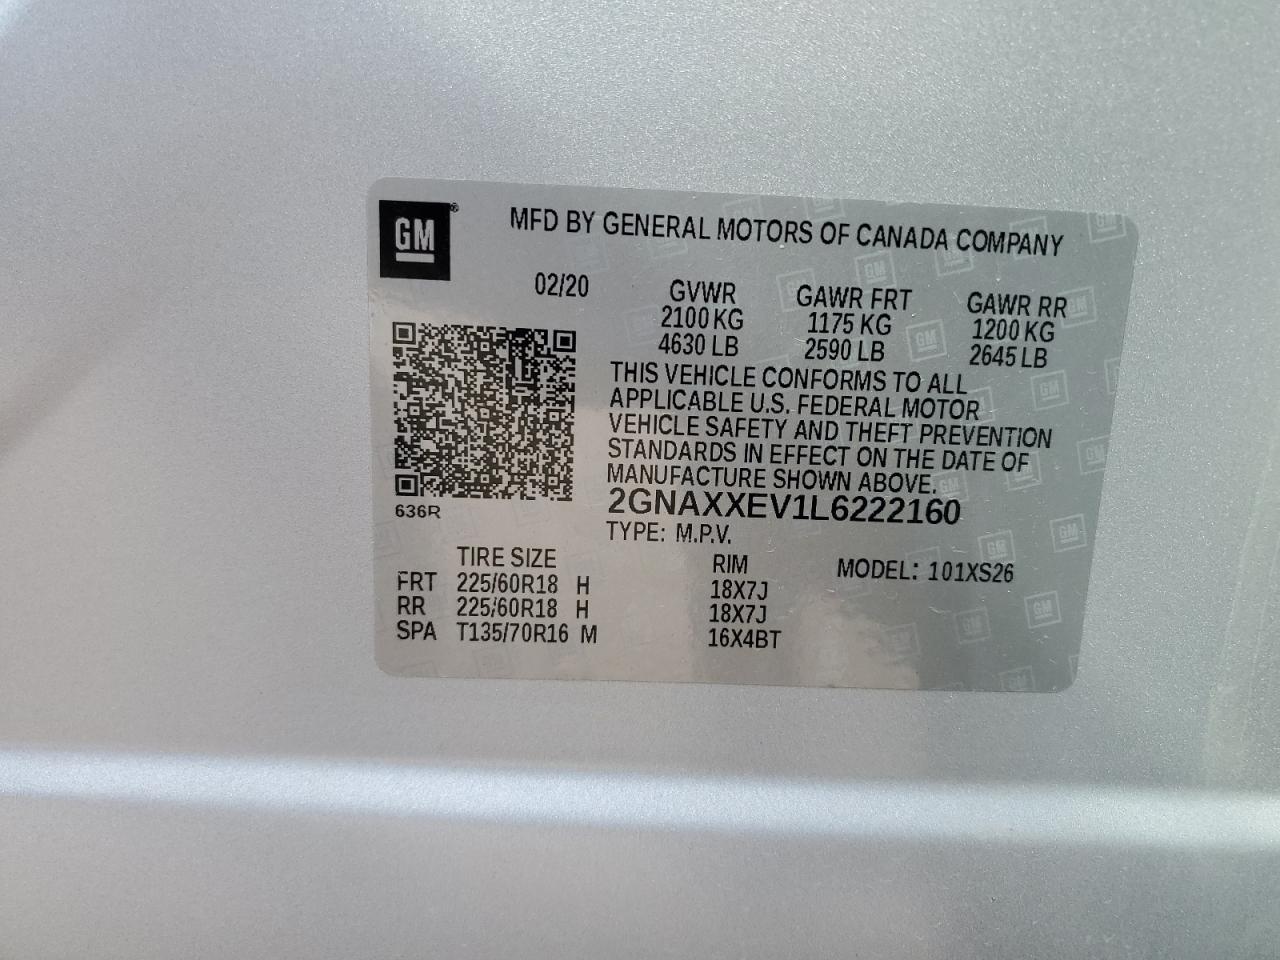 GM®
MFD BY GENERAL MOTORS OF CANADA COMPANY
02/20
GVWR GAWR FRT GAWR RR
2100 KG 1175 KG 1200 KG
4630 LB 2590 LB 2645 LB
THIS VEHICLE CONFORMS TO ALL
APPLICABLE U.S. FEDERAL MOTOR
VEHICLE SAFETY AND THEFT PREVENTION
STANDARDS IN EFFECT ON THE DATE OF
MANUFACTURE SHOWN ABOVE.
2GNAXXEV1L6222160
636R
TYPE: M.P.V.
TIRE SIZE RIM MODEL: 101XS26
FRT 225/60R18 H 18X7J
RR 225/60R18 H 18X7J
SPA T135/70R16 M 16X4BT